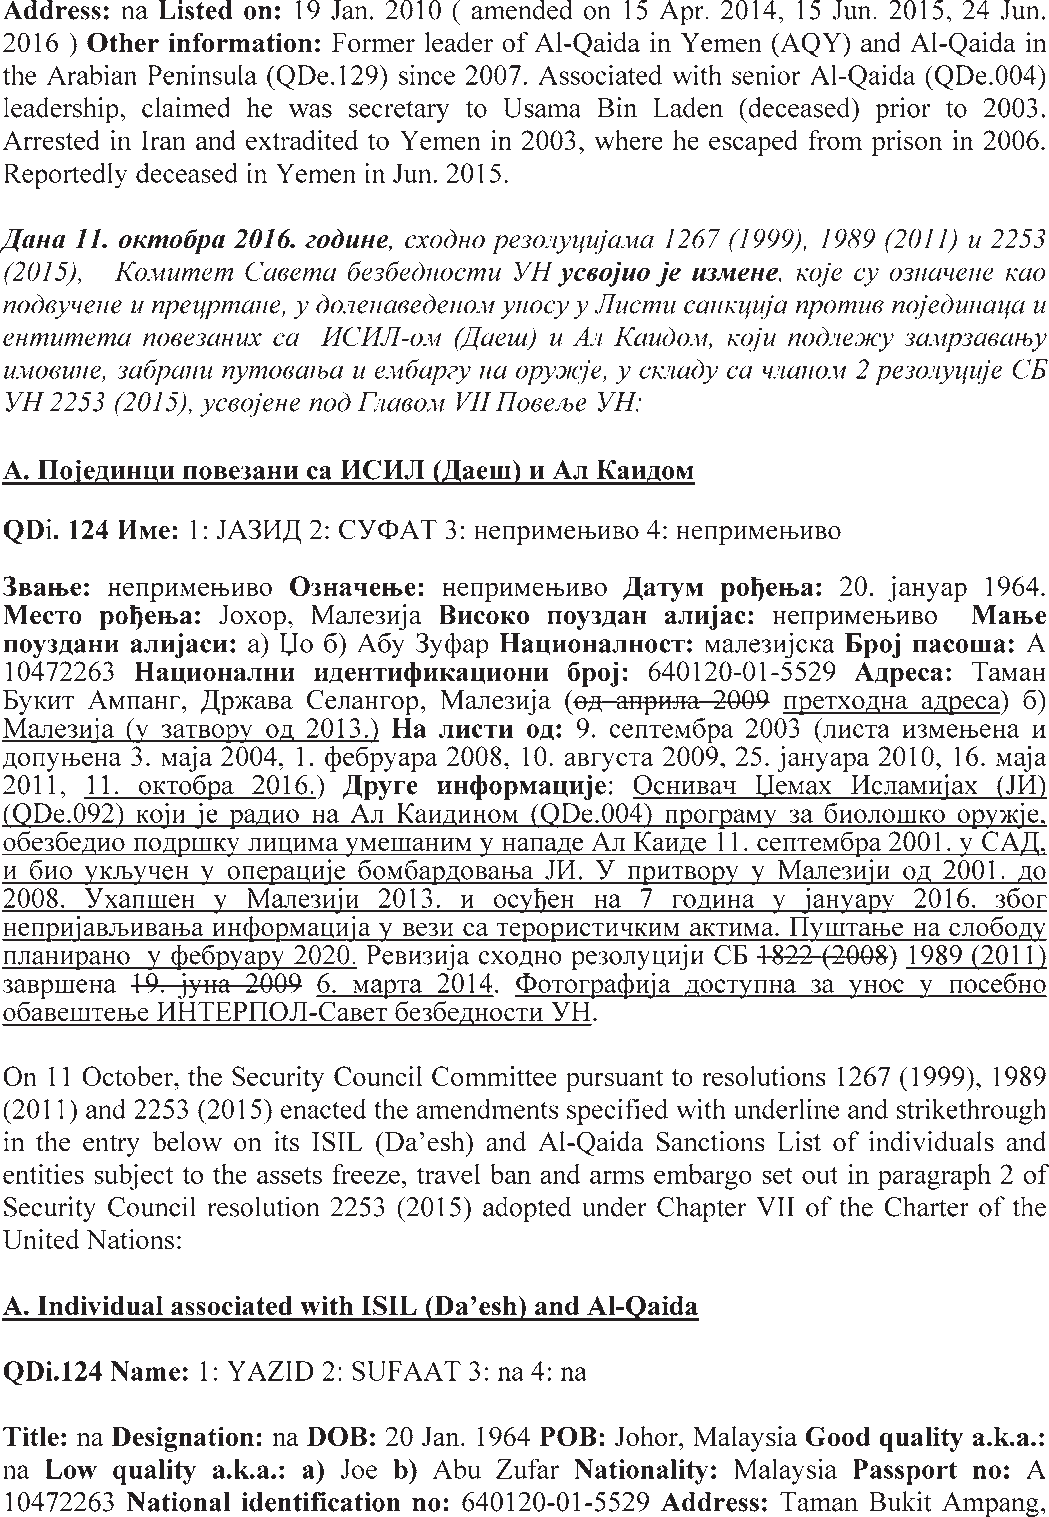 Address: na Listed on: 19 Jan. 2010 ( amended on 15 Apr. 2014, 15 Jun. 2015, 24 Jun.
2016 ) Other information: Former leader of Al-Qaida in Yemen (AQY) and Al-Qaida in
the Arabian Peninsula (QDe.129) since 2007. Associated with senior Al-Qaida (QDe.004)
leadership, claimed he was secretary to Usama Bin Laden (deceased) prior to 2003.
Arrested in Iran and extradited to Yemen in 2003, where he escaped from prison in 2006.
Reportedly deceased in Yemen in Jun. 2015.
Дана 11. октобра 2016. године, сходно резолуцијама 1267 (1999), 1989 (2011) и 2253
(2015), Комитет Савета безбедности УН усвојио је измене, које су означене као
подвучене и прецртане, у доленаведеном уносу у Листи санкција против појединаца и
ентитета повезаних са ИСИЛ-ом (Даеш) и Ал Каидом, који подлежу замрзавању
имовине, забрани путовања и ембаргу на оружје, у складу са чланом 2 резолуције СБ
УН 2253 (2015), усвојене под Главом VII Повеље УН:
А. Појединци повезани са ИСИЛ (Даеш) и Ал Каидом
QDi. 124 Име: 1: ЈАЗИД 2: СУФАТ 3: непримењиво 4: непримењиво
Звање: непримењиво Означење: непримењиво Датум рођења: 20. јануар 1964.
Место рођења: Јохор, Малезија Високо поуздан алијас: непримењиво Мање
поуздани алијаси: а) Џо б) Абу Зуфар Националност: малезијска Број пасоша: А
10472263 Национални идентификациони број: 640120-01-5529 Адреса: Таман
Букит Ампанг, Држава Селангор, Малезија (од априла 2009 претходна адреса) б)
Малезија (у затвору од 2013.) На листи од: 9. септембра 2003 (листа измењена и
допуњена 3. маја 2004, 1. фебруара 2008, 10. августа 2009, 25. јануара 2010, 16. маја
2011, 11. октобра 2016.) Друге информације: Оснивач Џемах Исламијах (ЈИ)
(QDe.092) који је радио на Ал Каидином (QDe.004) програму за биолошко оружје,
обезбедио подршку лицима умешаним у нападе Ал Каиде 11. септембра 2001. у САД,
и био укључен у операције бомбардовања ЈИ. У притвору у Малезији од 2001. до
2008. Ухапшен у Малезији 2013. и осуђен на 7 година у јануару 2016. због
непријављивања информација у вези са терористичким актима. Пуштање на слободу
планирано у фебруару 2020. Ревизија сходно резолуцији СБ 1822 (2008) 1989 (2011)
завршена 19. јуна 2009 6. марта 2014. Фотографија доступна за унос у посебно
обавештење ИНТЕРПОЛ-Савет безбедности УН.
On 11 October, the Security Council Committee pursuant to resolutions 1267 (1999), 1989
(2011) and 2253 (2015) enacted the amendments specified with underline and strikethrough
in the entry below on its ISIL (Da’esh) and Al-Qaida Sanctions List of individuals and
entities subject to the assets freeze, travel ban and arms embargo set out in paragraph 2 of
Security Council resolution 2253 (2015) adopted under Chapter VII of the Charter of the
United Nations:
A. Individual associated with ISIL (Da’esh) and Al-Qaida
QDi.124 Name: 1: YAZID 2: SUFAAT 3: na 4: na
Title: na Designation: na DOB: 20 Jan. 1964 POB: Johor, Malaysia Good quality a.k.a.:
na Low quality a.k.a.: a) Joe b) Abu Zufar Nationality: Malaysia Passport no: A
10472263 National identification no: 640120-01-5529 Address: Taman Bukit Ampang,